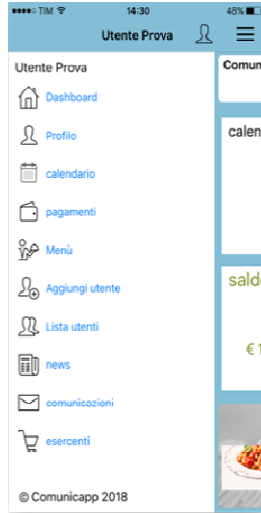 TIM 14:30 48%
Utente Prova
Utente Prova
Dashboard
Profilo
calendario
pagamenti
Menù
Aggiungi utente
Lista utenti
news
comunicazioni
esercenti
© Comunicapp 2018
Comun
calen
sald
€ 1